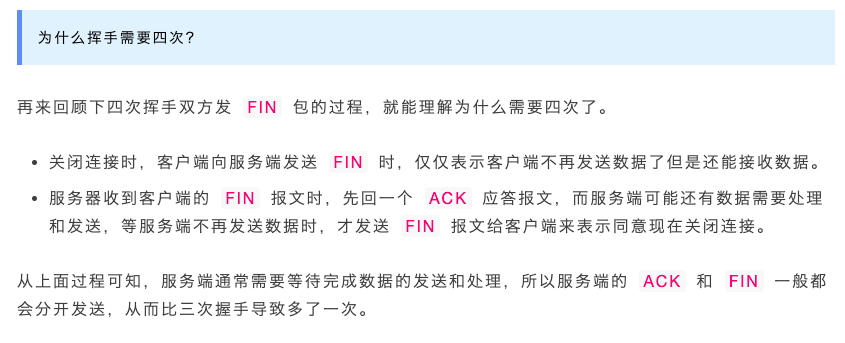 为什么挥手需要四次?
再来回顾下四次挥手双方发 FIN 包的过程，就能理解为什么需要四次了。
• 关闭连接时，客户端向服务端发送 FIN 时，仅仅表示客户端不再发送数据了但是还能接收数据。
• 服务器收到客户端的 FIN 报文时，先回一个 ACK 应答报文，而服务端可能还有数据需要处理
和发送，等服务端不再发送数据时，才发送 FIN 报文给客户端来表示同意现在关闭连接。
从上面过程可知，服务端通常需要等待完成数据的发送和处理，所以服务端的 ACK 和 FIN 一般都
会分开发送，从而比三次握手导致多了一次。